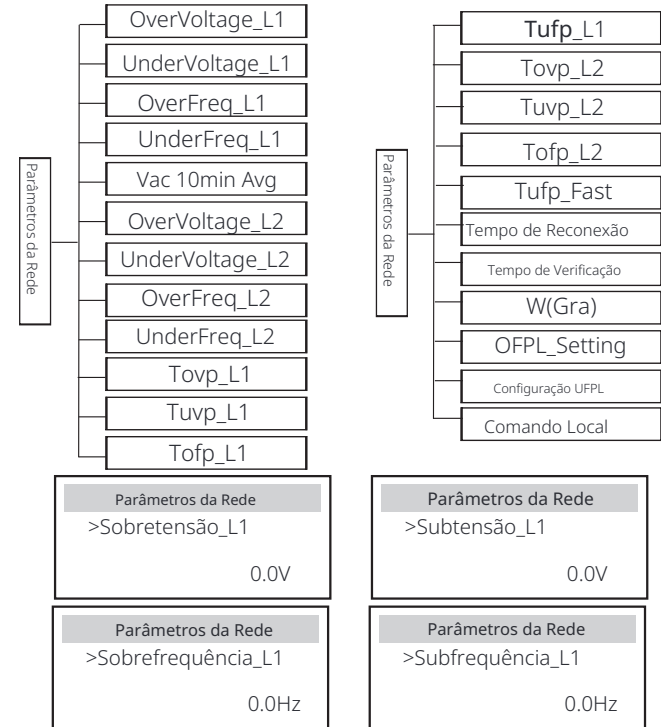 Parâmetros da Rede
OverVoltage_L1
UnderVoltage_L1
OverFreq_L1
UnderFreq_L1
Vac 10min Avg
OverVoltage_L2
UnderVoltage_L2
OverFreq_L2
UnderFreq_L2
Tovp_L1
Tuvp_L1
Tofp_L1
Parâmetros da Rede
Tufp_L1
Tovp_L2
Tuvp_L2
Tofp_L2
Tufp_Fast
Tempo de Reconexão
Tempo de Verificação
W(Gra)
OFPL_Setting
Configuração UFPL
Comando Local
Parâmetros da Rede
>Sobretensão_L1
0.0V
Parâmetros da Rede
>Subtensão_L1
0.0V
Parâmetros da Rede
>Sobrefrequência_L1
0.0Hz
Parâmetros da Rede
>Subfrequência_L1
0.0Hz